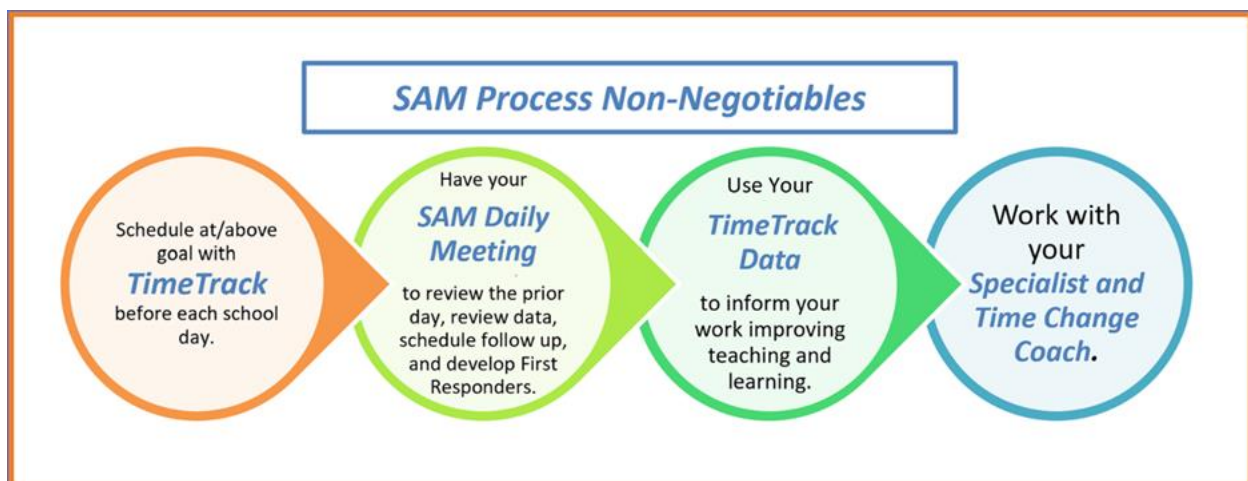 SAM Process Non-Negotiables
Schedule at/above
goal with
TimeTrack
before each school
day.
Have your
SAM Daily
Meeting
to review the prior
day, review data,
schedule follow up,
and develop First
Responders.
Use Your
TimeTrack
Data
to inform your
work improving
teaching and
learning.
Work with
your
Specialist and
Time Change
Coach.